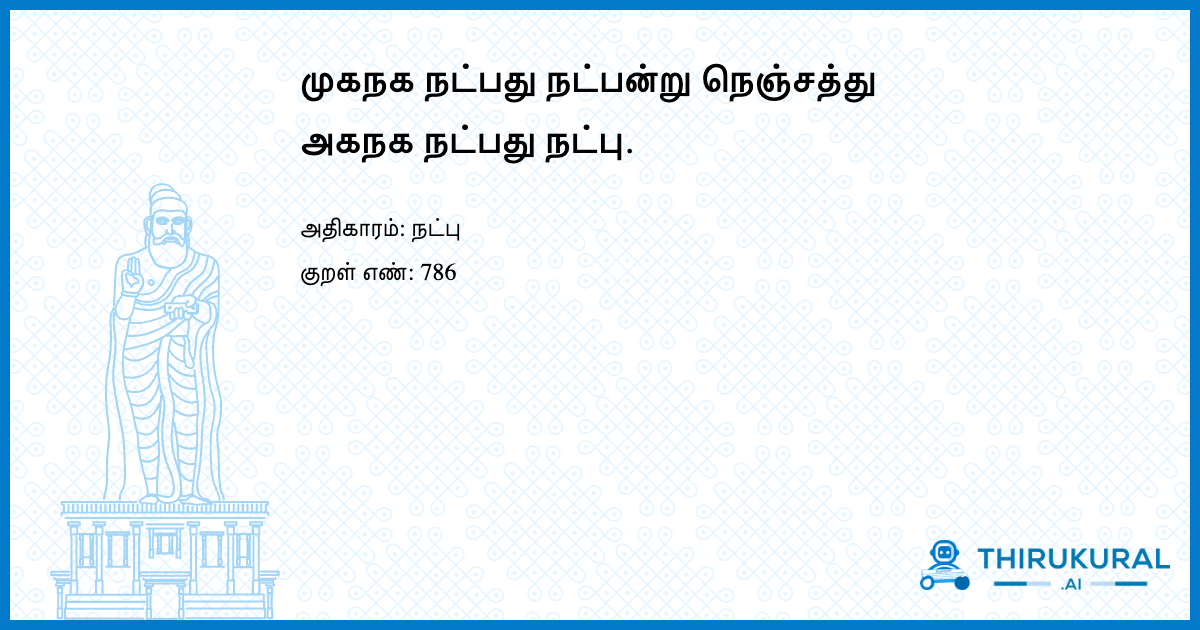 முகநக நட்பது நட்பன்று நெஞ்சத்து
அகநக நட்பது நட்பு.
அதிகாரம்: நட்பு
குறள் எண்: 786
THIRUKURAL
.AI